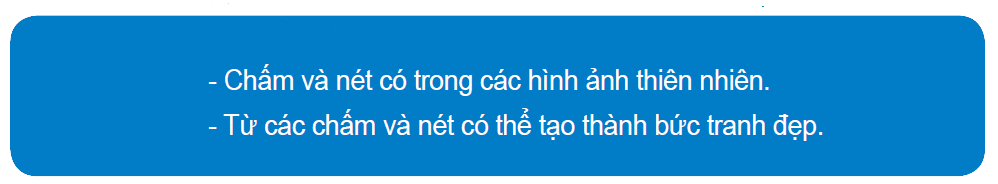 - Chấm và nét có trong các hình ảnh thiên nhiên.
- Từ các chấm và nét có thể tạo thành bức tranh đẹp.